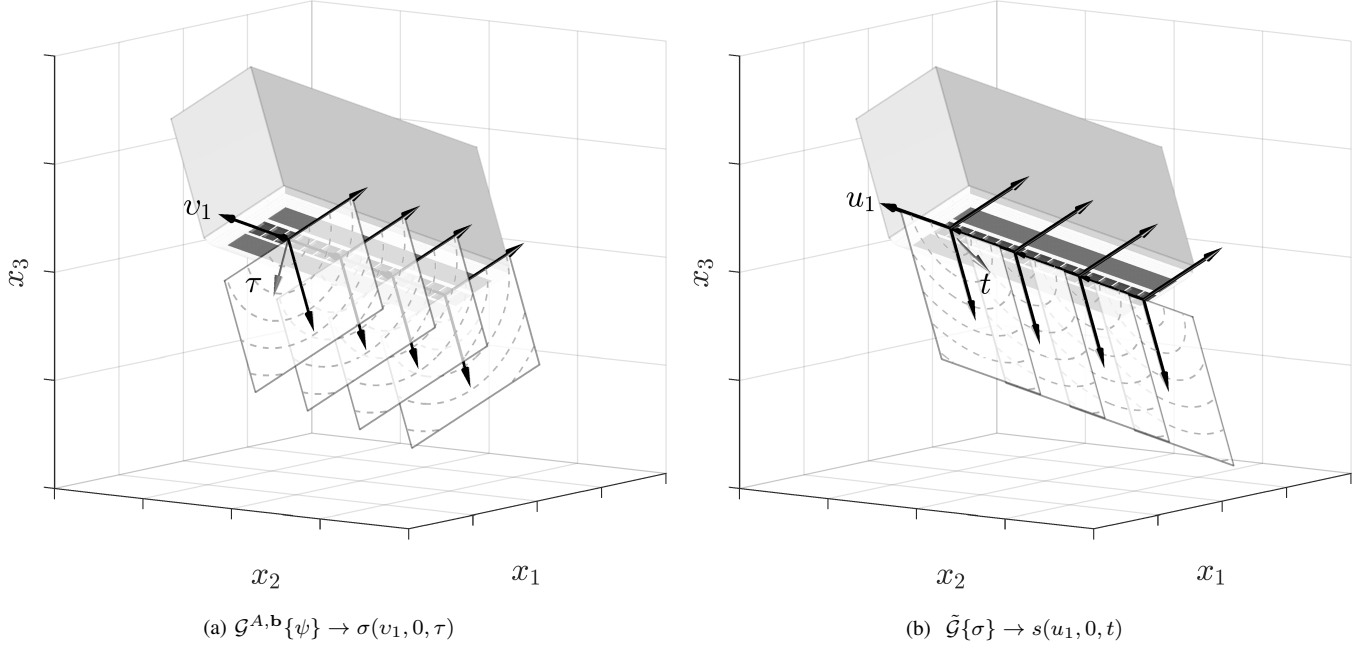 υ₁
τ
x₃
x₂
x₁
(a) 𝒢^{A,𝐛}{ψ} → σ(υ₁, 0, τ)
u₁
t
x₃
x₂
x₁
(b) 𝒢̃{σ} → s(u₁, 0, t)